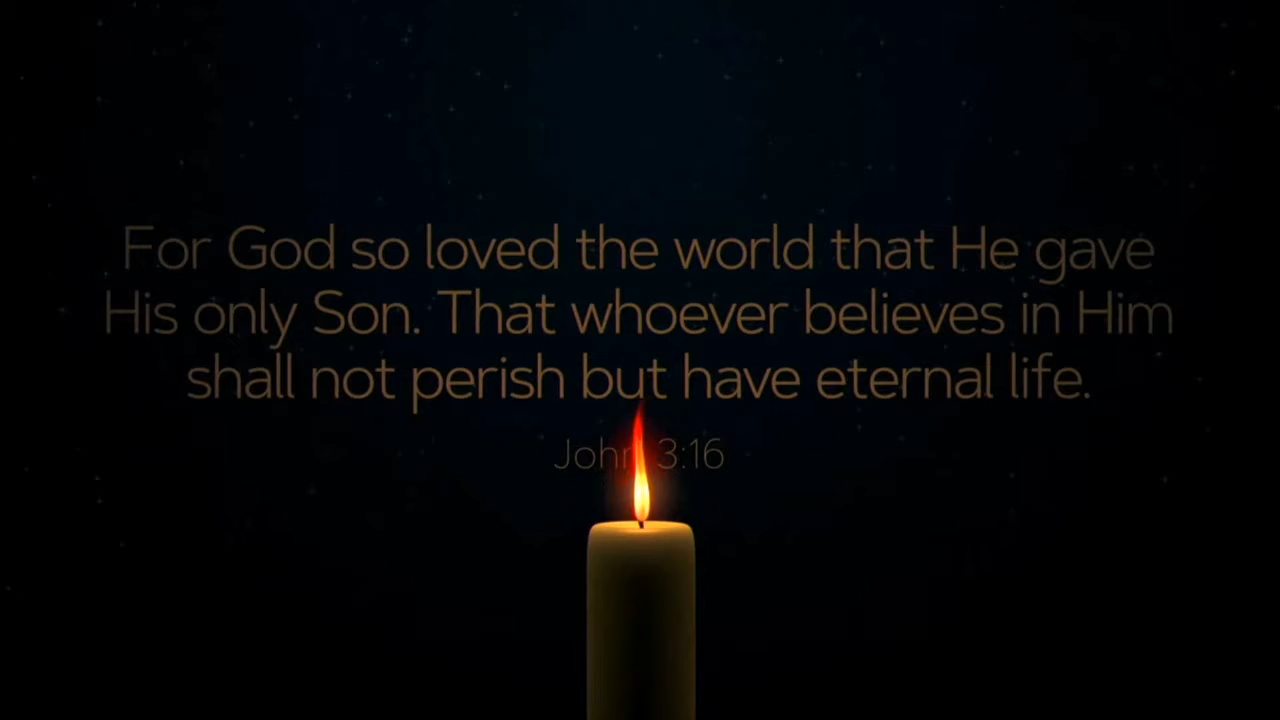 For God so loved the world that He gave
His only Son. That whoever believes in Him
shall not perish but have eternal life.
John 3:16